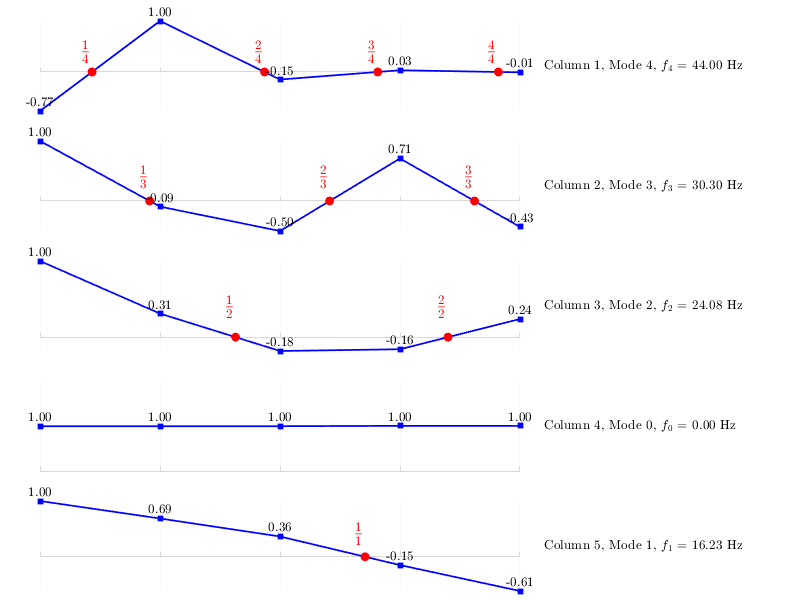 1.00
1/4 2/4 3/4 4/4
-0.77 -0.15 0.03 -0.01 Column 1, Mode 4, f₄ = 44.00 Hz
1.00 0.71
1/3 2/3 3/3
-0.09 -0.50 -0.43 Column 2, Mode 3, f₃ = 30.30 Hz
1.00
1/2 2/2
0.31 -0.18 -0.16 0.24 Column 3, Mode 2, f₂ = 24.08 Hz
1.00 1.00 1.00 1.00 1.00 Column 4, Mode 0, f₀ = 0.00 Hz
1.00 0.69 0.36
1/1
-0.15 -0.61 Column 5, Mode 1, f₁ = 16.23 Hz